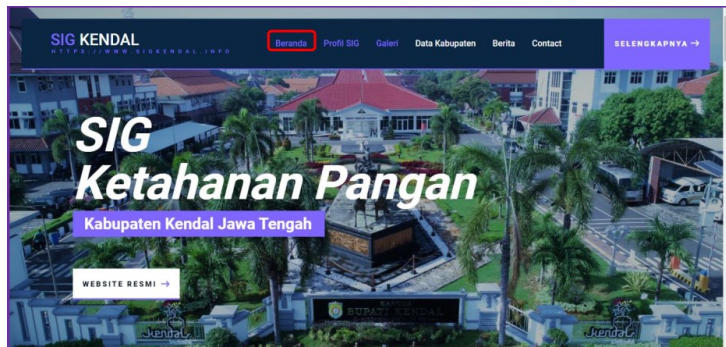 SIG KENDAL
HTTPS://WWW.SIGKENDAL.INFO
Beranda Profil SIG Galeri Data Kabupaten Berita Contact
SELENGKAPNYA →
SIG
Ketahanan Pangan
Kabupaten Kendal Jawa Tengah
WEBSITE RESMI →
KANTOR
BUPATI KENDAL
kendal kendal